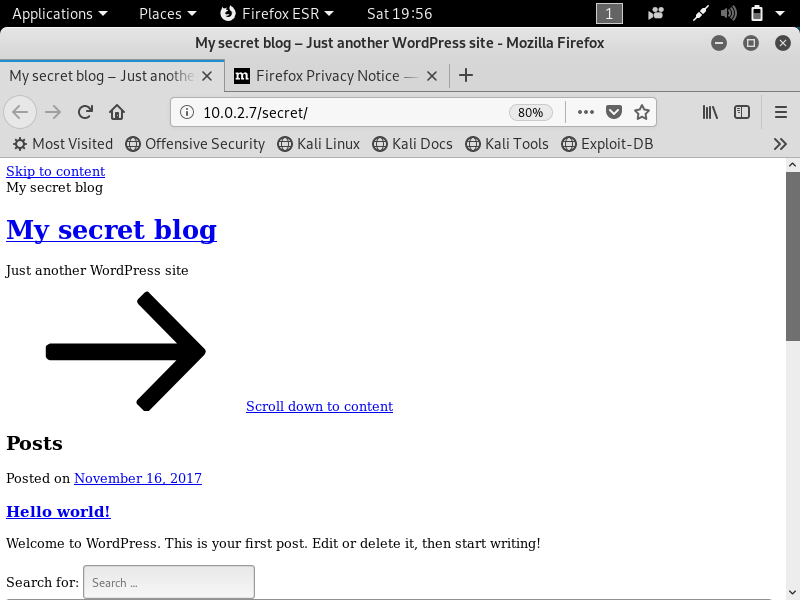 Applications Places Firefox ESR Sat 19:56 1
My secret blog – Just another WordPress site - Mozilla Firefox
My secret blog – Just anothe m Firefox Privacy Notice —
10.0.2.7/secret/ 80%
Most Visited Offensive Security Kali Linux Kali Docs Kali Tools Exploit-DB
Skip to content
My secret blog
My secret blog
Just another WordPress site
Scroll down to content
Posts
Posted on November 16, 2017
Hello world!
Welcome to WordPress. This is your first post. Edit or delete it, then start writing!
Search for: Search ...